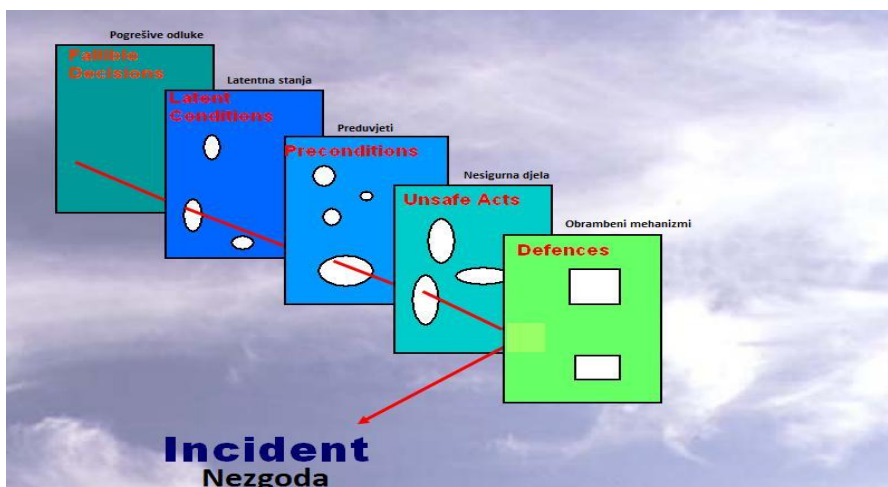 Pogrešive odluke
Fallible
Decisions
Latentna stanja
Latent
Conditions
Preduvjeti
Preconditions
Nesigurna djela
Unsafe Acts
Obrambeni mehanizmi
Defences
Incident
Nezgoda